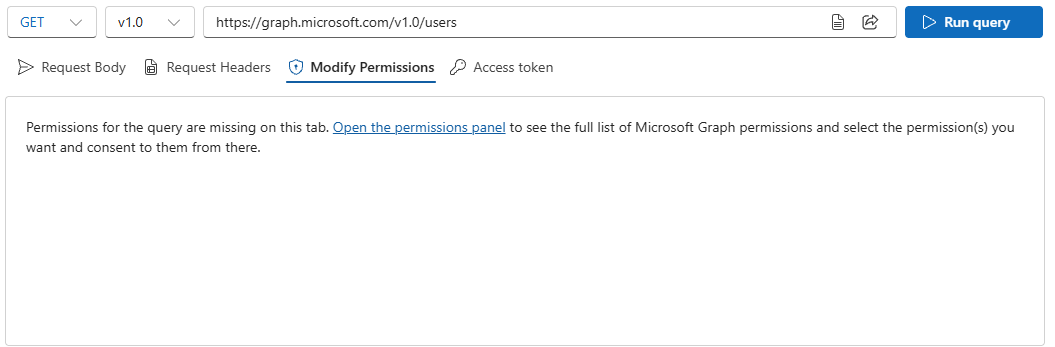 GET v1.0 https://graph.microsoft.com/v1.0/users Run query
Request Body Request Headers Modify Permissions Access token
Permissions for the query are missing on this tab. Open the permissions panel to see the full list of Microsoft Graph permissions and select the permission(s) you
want and consent to them from there.